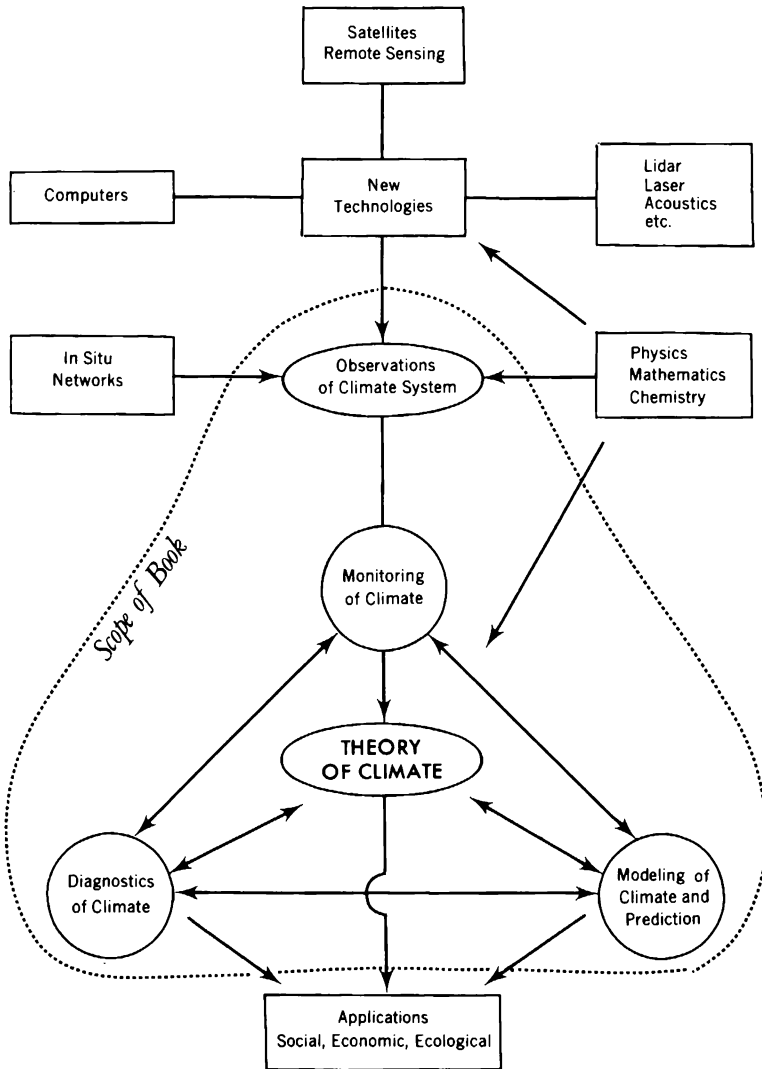 Satellites
Remote Sensing
Computers
New
Technologies
Lidar
Laser
Acoustics
etc.
In Situ
Networks
Observations
of Climate System
Physics
Mathematics
Chemistry
Scope of Book
Monitoring
of Climate
THEORY
OF CLIMATE
Diagnostics
of Climate
Modeling of
Climate and
Prediction
Applications
Social, Economic, Ecological